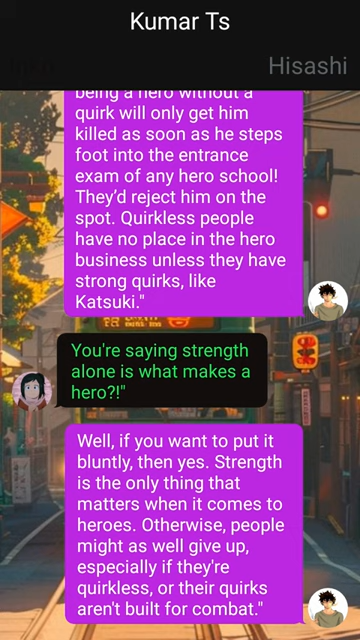 Kumar Ts
Inko
Hisashi
being a hero without a
quirk will only get him
killed as soon as he steps
foot into the entrance
exam of any hero school!
They’d reject him on the
spot. Quirkless people
have no place in the hero
business unless they have
strong quirks, like
Katsuki."
You're saying strength
alone is what makes a
hero?!"
Well, if you want to put it
bluntly, then yes. Strength
is the only thing that
matters when it comes to
heroes. Otherwise, people
might as well give up,
especially if they're
quirkless, or their quirks
aren't built for combat."